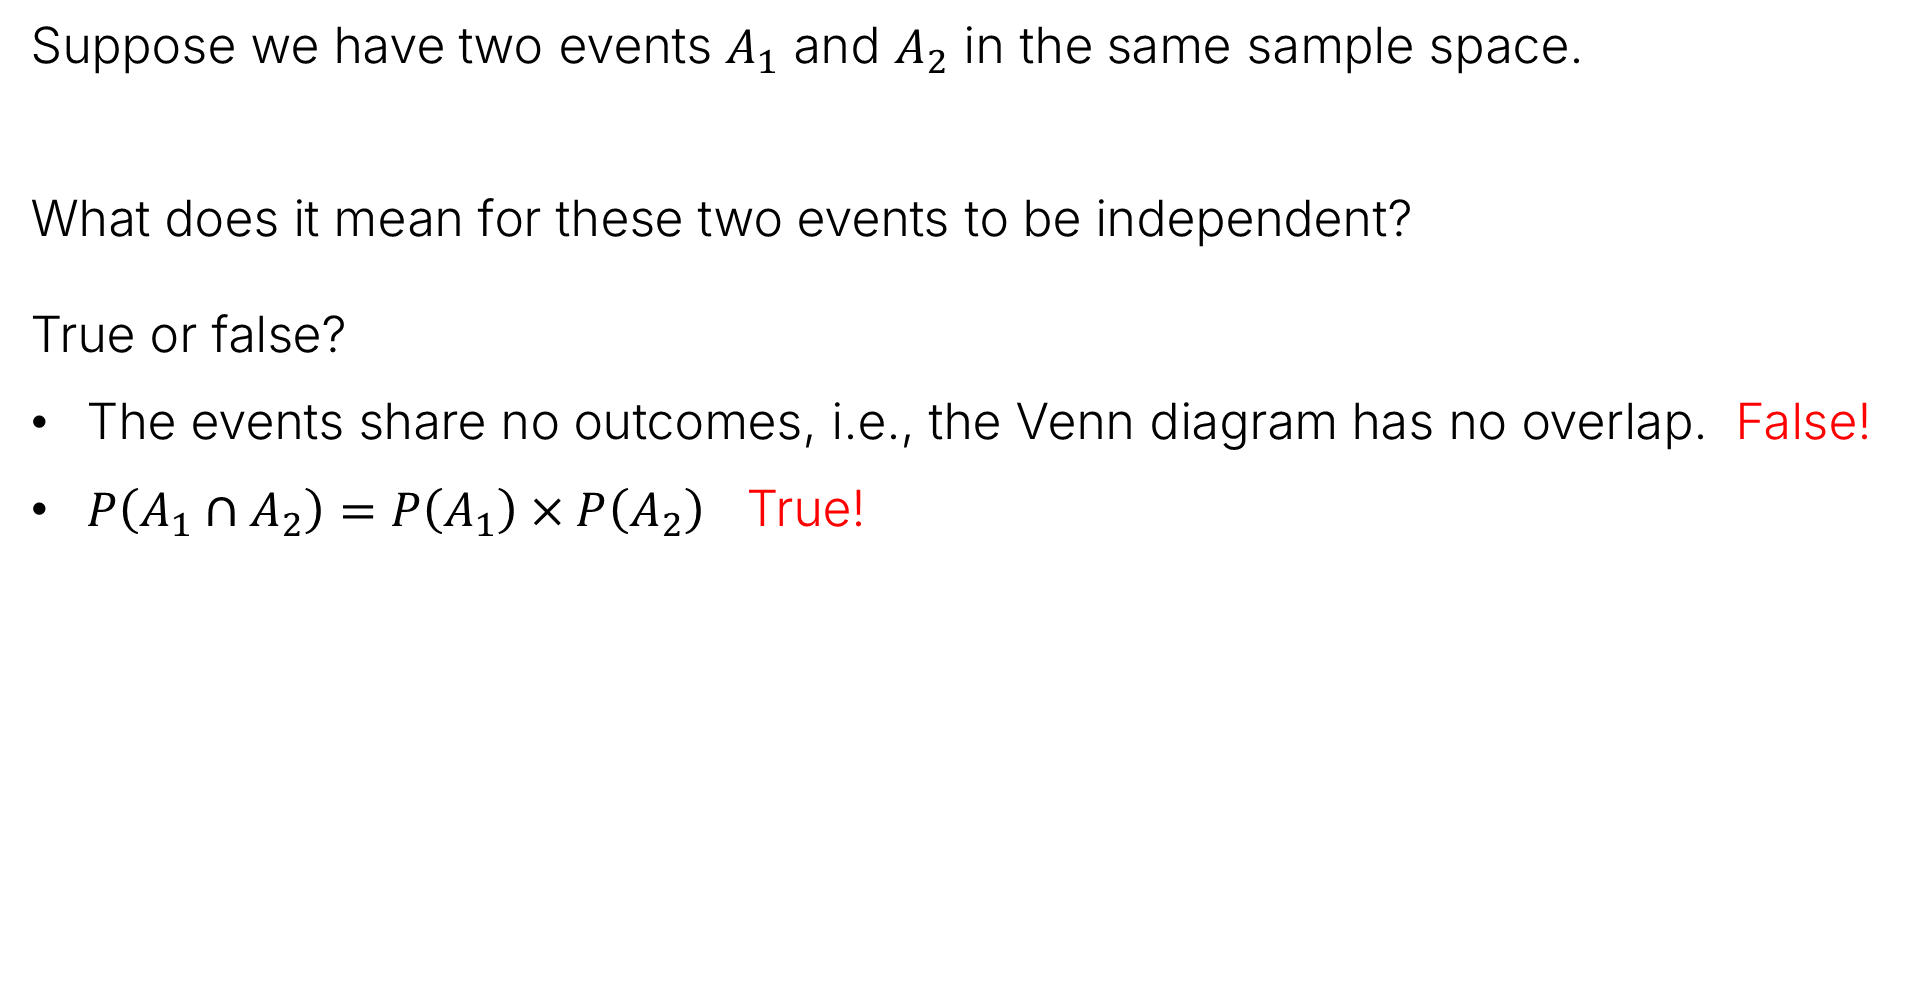 Suppose we have two events A₁ and A₂ in the same sample space.
What does it mean for these two events to be independent?
True or false?
• The events share no outcomes, i.e., the Venn diagram has no overlap. False!
• P(A₁ ∩ A₂) = P(A₁) × P(A₂) True!